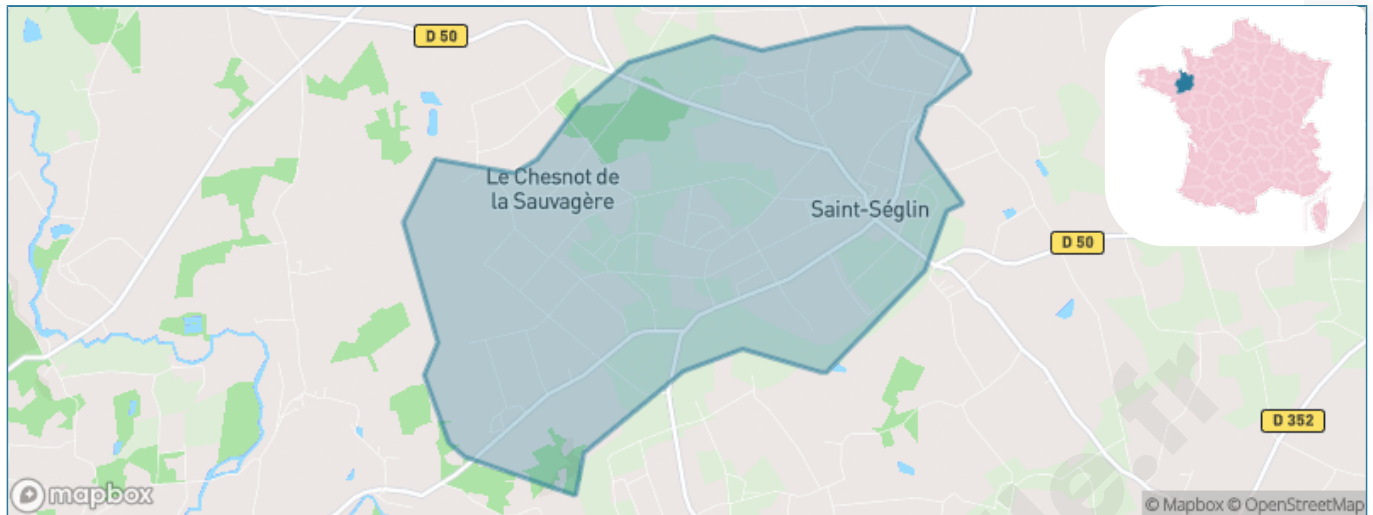 D 50
Le Chesnot de
la Sauvagère
Saint-Séglin
D 50
D 352
mapbox
© Mapbox © OpenStreetMap